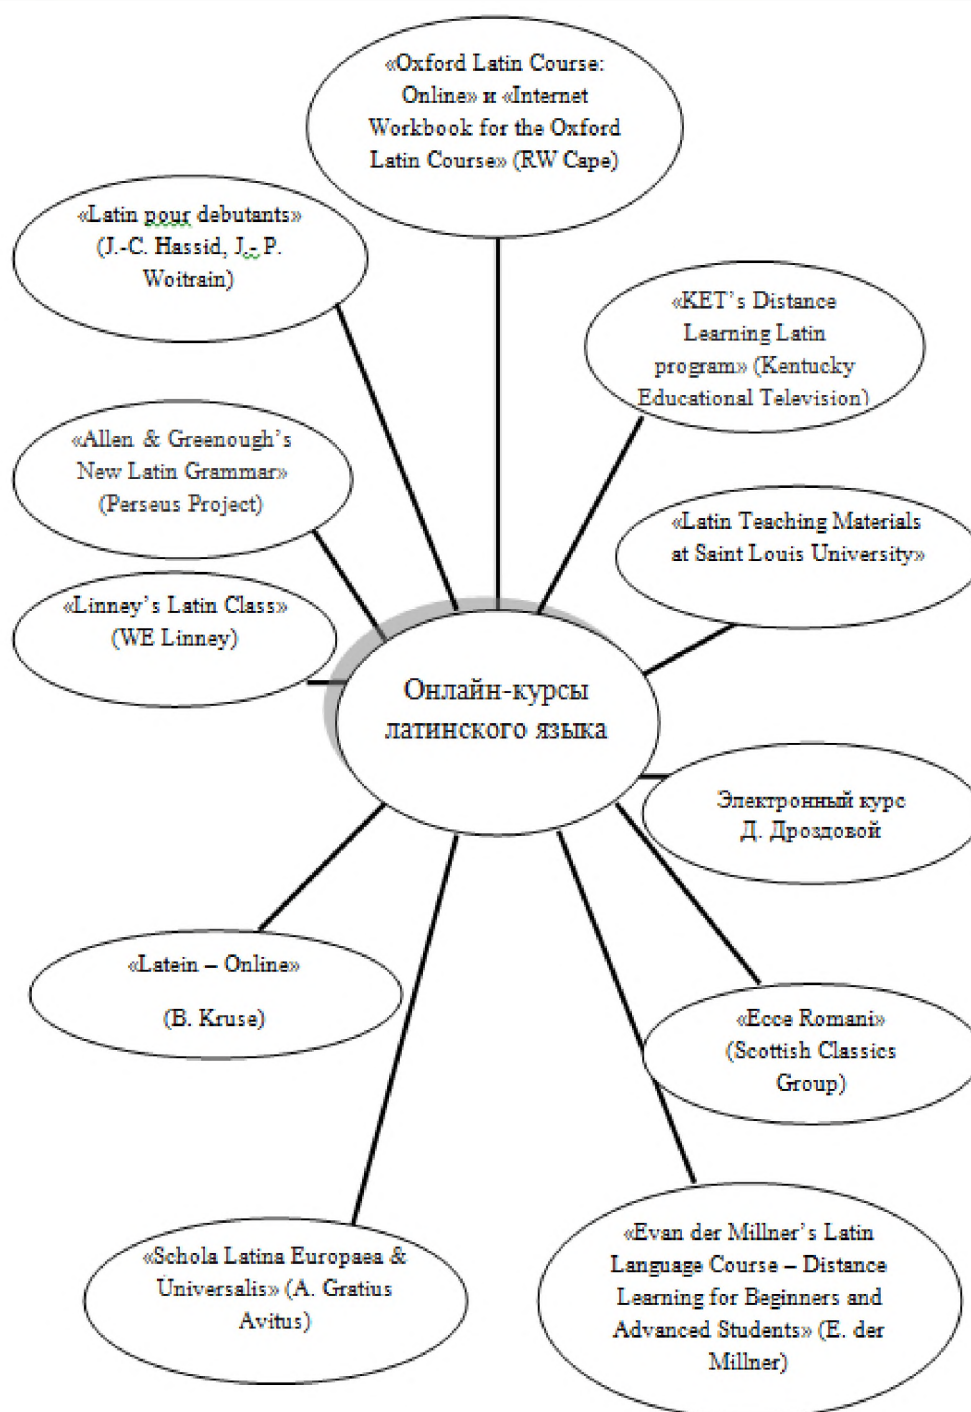 «Oxford Latin Course:
Online» и «Internet
Workbook for the Oxford
Latin Course» (RW Cape)
«Latin pour debutants»
(J.-C. Hassid, J.- P.
Woitrain)
«KET’s Distance
Learning Latin
program» (Kentucky
Educational Television)
«Allen & Greenough’s
New Latin Grammar»
(Perseus Project)
«Latin Teaching Materials
at Saint Louis University»
«Linney’s Latin Class»
(WE Linney)
Онлайн-курсы
латинского языка
Электронный курс
Д. Дроздовой
«Latein – Online»
(B. Kruse)
«Ecce Romani»
(Scottish Classics
Group)
«Schola Latina Europaea &
Universalis» (A. Gratius
Avitus)
«Evan der Millner’s Latin
Language Course – Distance
Learning for Beginners and
Advanced Students» (E. der
Millner)